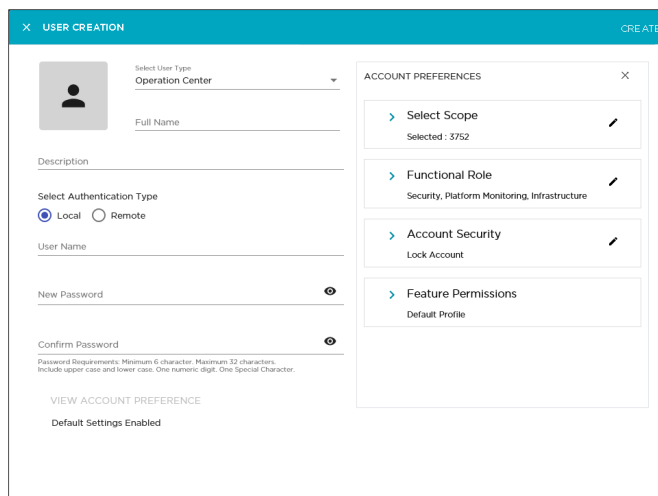 USER CREATION
CREATE
Select User Type
Operation Center
Full Name
Description
Select Authentication Type
Local Remote
User Name
New Password
Confirm Password
Password Requirements: Minimum 6 character. Maximum 32 characters.
Include upper case and lower case. One numeric digit. One Special Character.
VIEW ACCOUNT PREFERENCE
Default Settings Enabled
ACCOUNT PREFERENCES
Select Scope
Selected : 3752
Functional Role
Security, Platform Monitoring, Infrastructure
Account Security
Lock Account
Feature Permissions
Default Profile